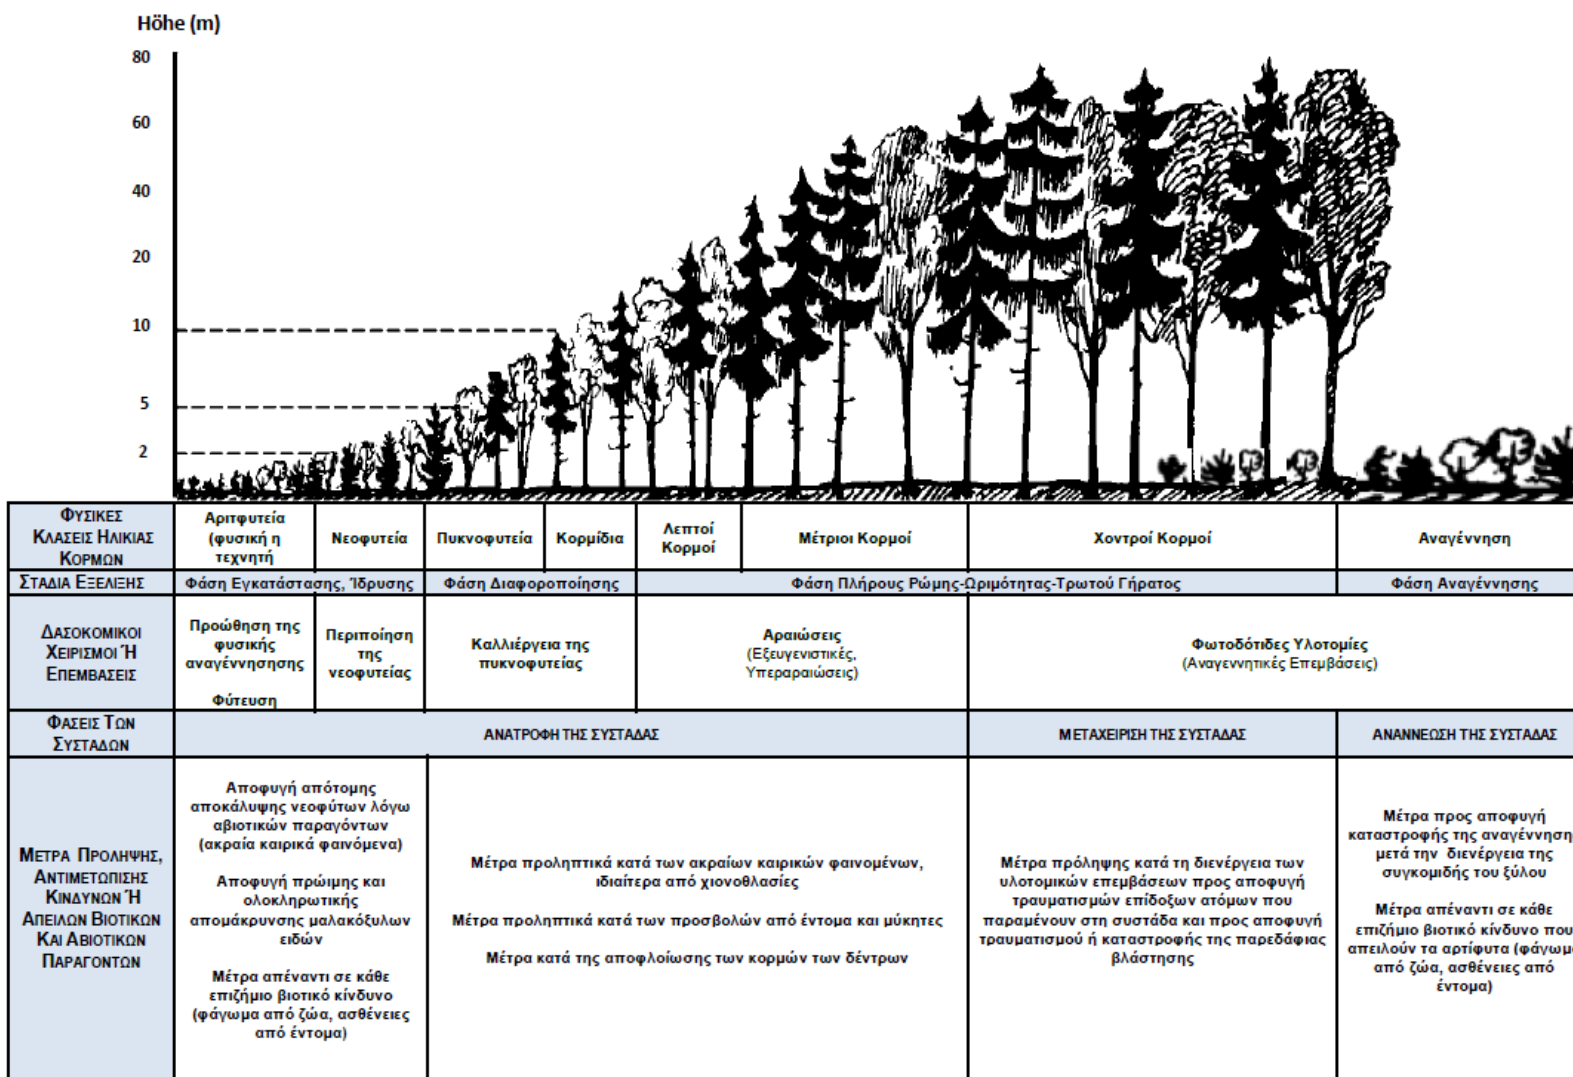 Höhe (m)
80
60
40
20
10
5
2
ΦΥΣΙΚΕΣ
ΚΛΑΣΕΙΣ ΗΛΙΚΙΑΣ
ΚΟΡΜΩΝ
Αριτφυτεία
(φυσική η
τεχνητή
Νεοφυτεία
Πυκνοφυτεία
Κορμίδια
Λεπτοί
Κορμοί
Μέτριοι Κορμοί
Χοντροί Κορμοί
Αναγέννηση
ΣΤΑΔΙΑ ΕΞΕΛΙΞΗΣ
Φάση Εγκατάστασης, Ίδρυσης
Φάση Διαφοροποίησης
Φάση Πλήρους Ρώμης-Ωριμότητας-Τρωτού Γήρατος
Φάση Αναγέννησης
ΔΑΣΟΚΟΜΙΚΟΙ
ΧΕΙΡΙΣΜΟΙ Ή
ΕΠΕΜΒΑΣΕΙΣ
Προώθηση της
φυσικής
αναγέννησησης
Φύτευση
Περιποίηση
της
νεοφυτείας
Καλλιέργεια της
πυκνοφυτείας
Αραιώσεις
(Εξευγενιστικές,
Υπεραραιώσεις)
Φωτοδότιδες Υλοτομίες
(Αναγεννητικές Επεμβάσεις)
ΦΑΣΕΙΣ ΤΩΝ
ΣΥΣΤΑΔΩΝ
ΑΝΑΤΡΟΦΗ ΤΗΣ ΣΥΣΤΑΔΑΣ
ΜΕΤΑΧΕΙΡΙΣΗ ΤΗΣ ΣΥΣΤΑΔΑΣ
ΑΝΑΝΝΕΩΣΗ ΤΗΣ ΣΥΣΤΑΔΑΣ
ΜΕΤΡΑ ΠΡΟΛΗΨΗΣ,
ΑΝΤΙΜΕΤΩΠΙΣΗΣ
ΚΙΝΔΥΝΩΝ Ή
ΑΠΕΙΛΩΝ ΒΙΟΤΙΚΩΝ
ΚΑΙ ΑΒΙΟΤΙΚΩΝ
ΠΑΡΑΓΟΝΤΩΝ
Αποφυγή απότομης
αποκάλυψης νεοφύτων λόγω
αβιοτικών παραγόντων
(ακραία καιρικά φαινόμενα)
Αποφυγή πρώιμης και
ολοκληρωτικής
απομάκρυνσης μαλακόξυλων
ειδών
Μέτρα απέναντι σε κάθε
επιζήμιο βιοτικό κίνδυνο
(φάγωμα από ζώα, ασθένειες
από έντομα)
Μέτρα προληπτικά κατά των ακραίων καιρικών φαινομένων,
ιδιαίτερα από χιονοθλασίες
Μέτρα προληπτικά κατά των προσβολών από έντομα και μύκητες
Μέτρα κατά της αποφλοίωσης των κορμών των δέντρων
Μέτρα πρόληψης κατά τη διενέργεια των
υλοτομικών επεμβάσεων προς αποφυγή
τραυματισμών επίδοξων ατόμων που
παραμένουν στη συστάδα και προς αποφυγή
τραυματισμού ή καταστροφής της παρεδάφιας
βλάστησης
Μέτρα προς αποφυγή
καταστροφής της αναγέννηση
μετά την διενέργεια της
συγκομιδής του ξύλου
Μέτρα απέναντι σε κάθε
επιζήμιο βιοτικό κίνδυνο που
απειλούν τα αρτίφυτα (φάγωμα
από ζώα, ασθένειες από
έντομα)